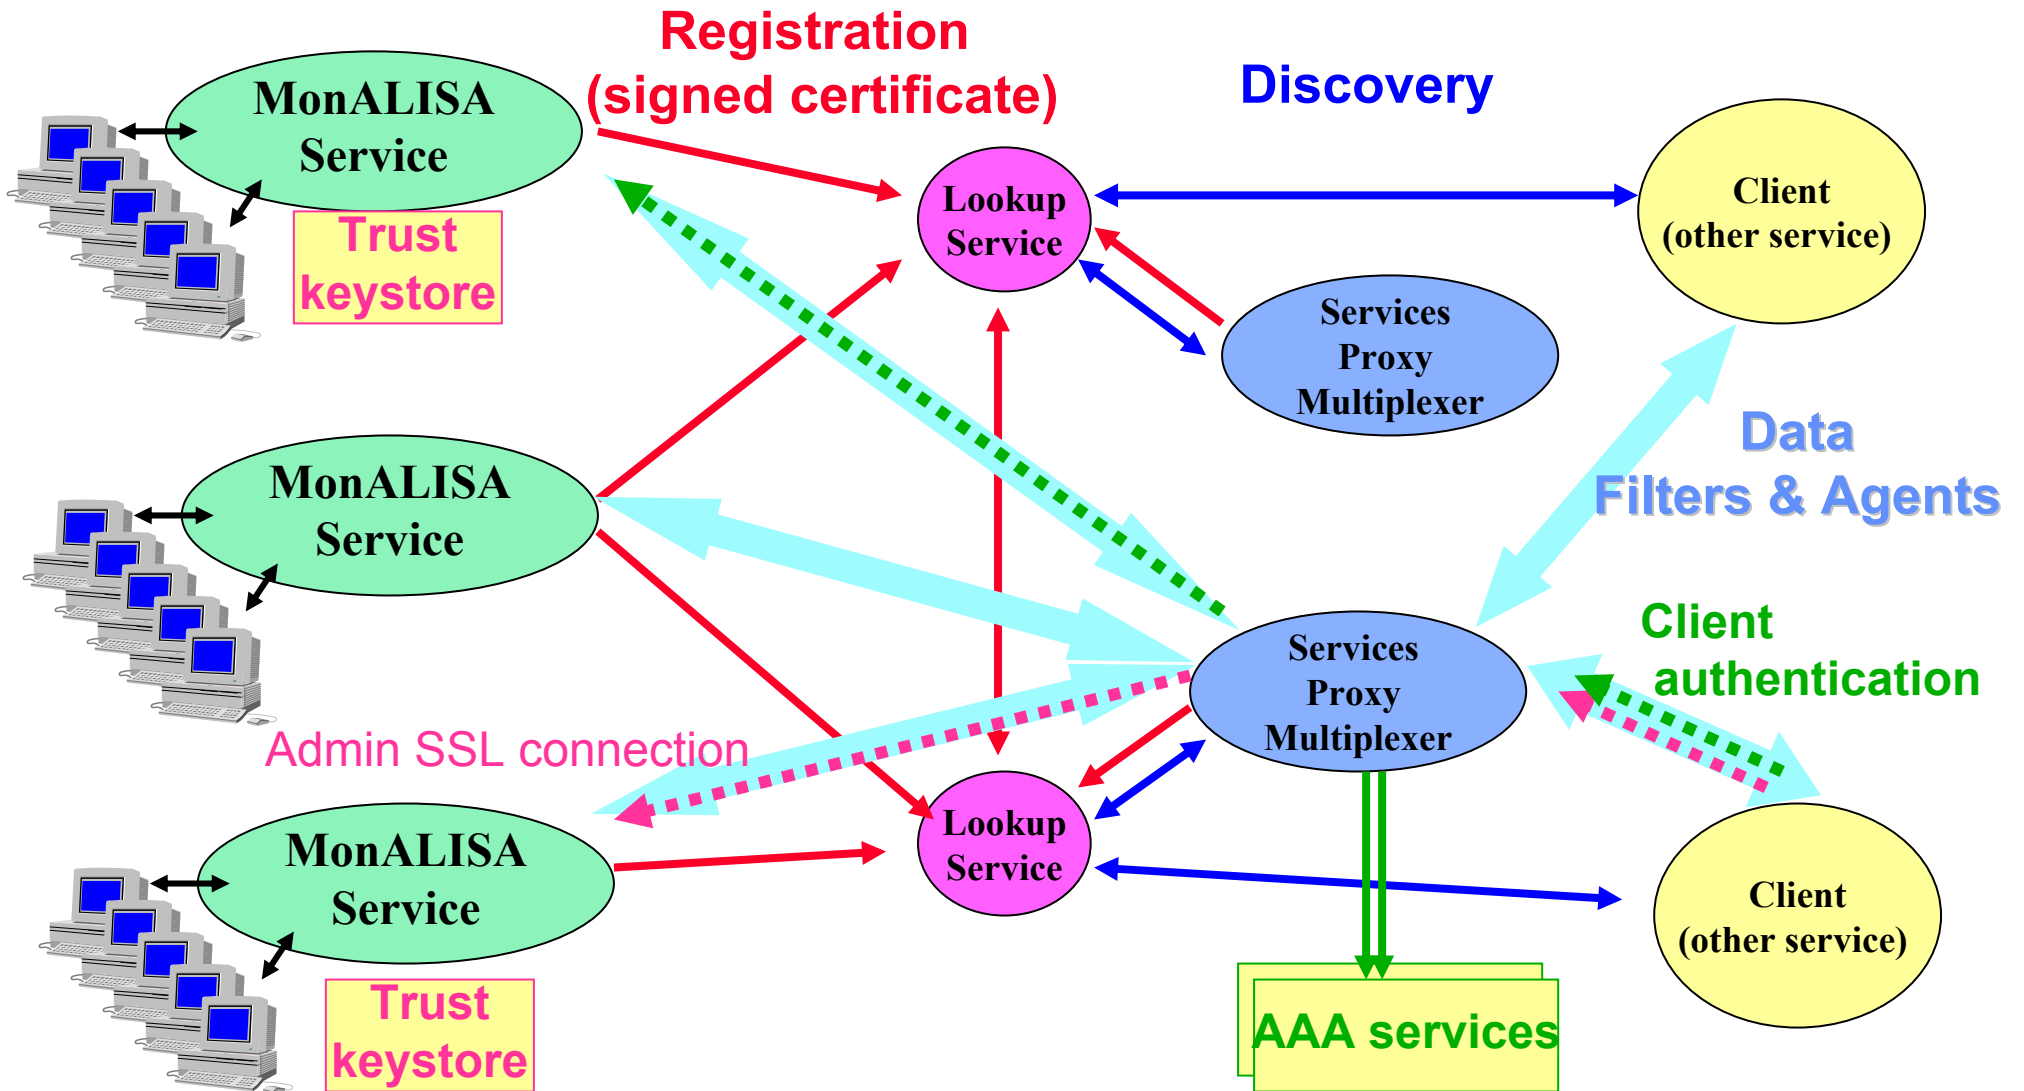 Registration
(signed certificate)
Discovery
MonALISA
Service
Trust
keystore
Lookup
Service
Client
(other service)
Services
Proxy
Multiplexer
Data
Filters & Agents
MonALISA
Service
Client
authentication
Services
Proxy
Multiplexer
Admin SSL connection
MonALISA
Service
Trust
keystore
Lookup
Service
Client
(other service)
AAA services